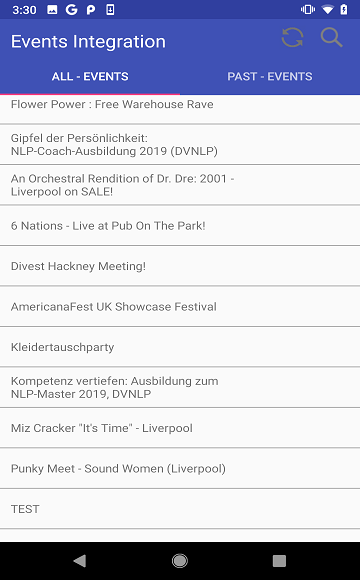 3:30
Events Integration
ALL - EVENTS
PAST - EVENTS
Flower Power : Free Warehouse Rave
Gipfel der Persönlichkeit:
NLP-Coach-Ausbildung 2019 (DVNLP)
An Orchestral Rendition of Dr. Dre: 2001 -
Liverpool on SALE!
6 Nations - Live at Pub On The Park!
Divest Hackney Meeting!
AmericanaFest UK Showcase Festival
Kleidertauschparty
Kompetenz vertiefen: Ausbildung zum
NLP-Master 2019, DVNLP
Miz Cracker "It's Time" - Liverpool
Punky Meet - Sound Women (Liverpool)
TEST